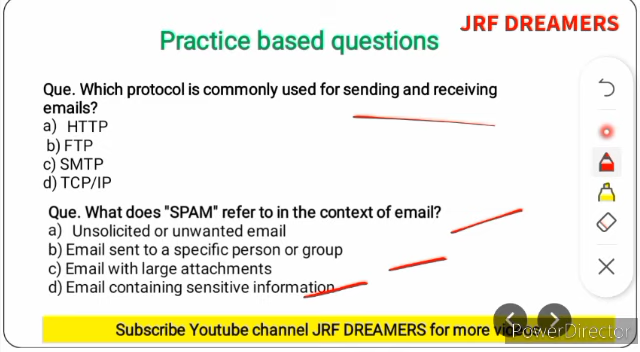 JRF DREAMERS
Practice based questions
Que. Which protocol is commonly used for sending and receiving
emails?
a) HTTP
b) FTP
c) SMTP
d) TCP/IP
Que. What does "SPAM" refer to in the context of email?
a) Unsolicited or unwanted email
b) Email sent to a specific person or group
c) Email with large attachments
d) Email containing sensitive information
Subscribe Youtube channel JRF DREAMERS for more
PowerDirector